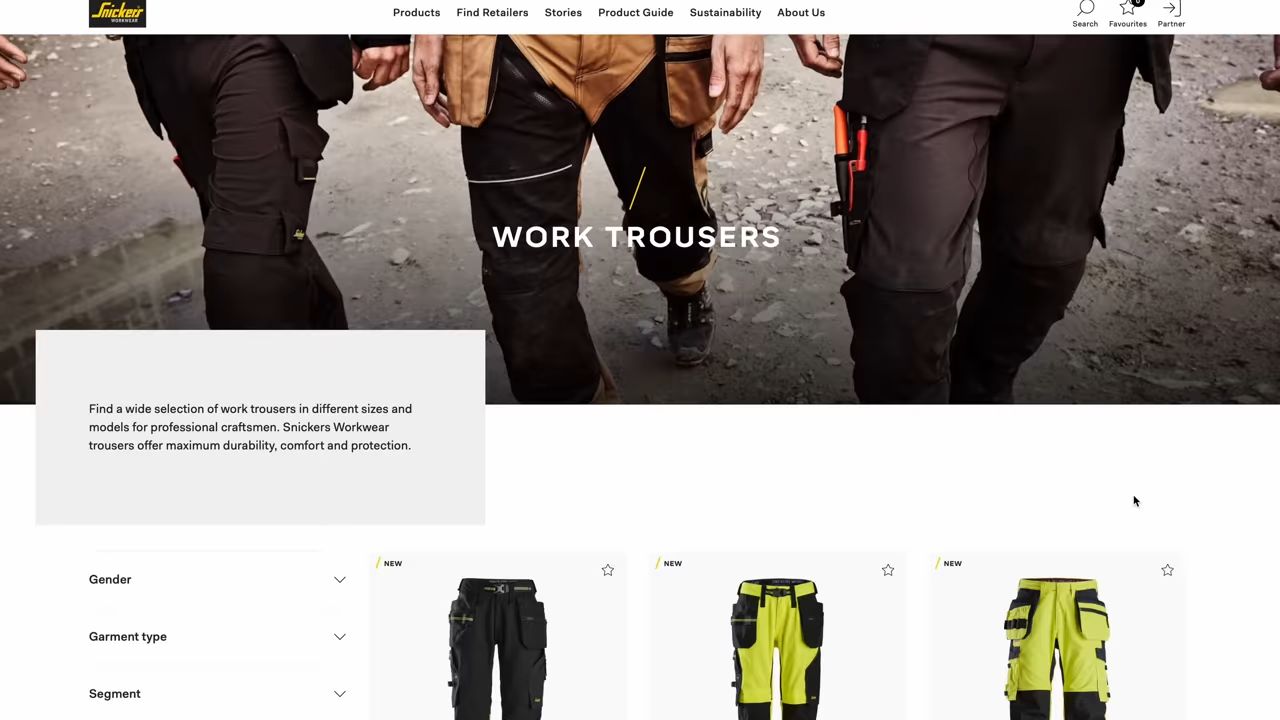 Snickers
WORKWEAR
Products
Find Retailers
Stories
Product Guide
Sustainability
About Us
0
Search
Favourites
Partner
WORK TROUSERS
Find a wide selection of work trousers in different sizes and
models for professional craftsmen. Snickers Workwear
trousers offer maximum durability, comfort and protection.
Gender
Garment type
Segment
NEW
NEW
NEW